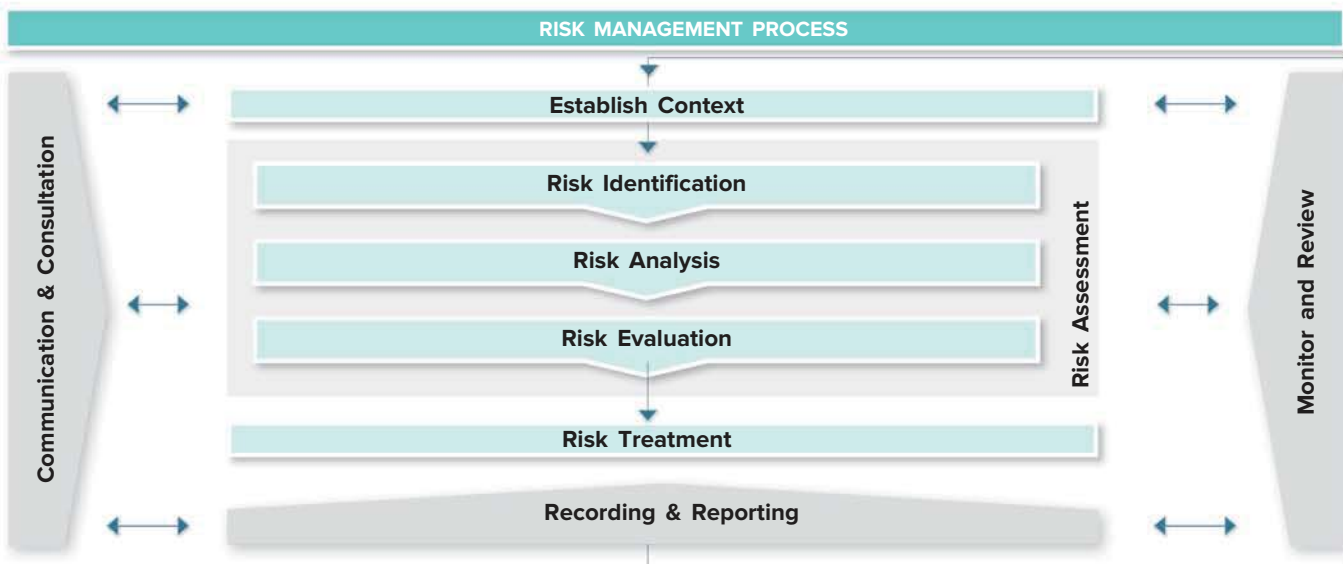 RISK MANAGEMENT PROCESS
Establish Context
Communication & Consultation
Risk Identification
Risk Analysis
Risk Evaluation
Risk Assessment
Monitor and Review
Risk Treatment
Recording & Reporting